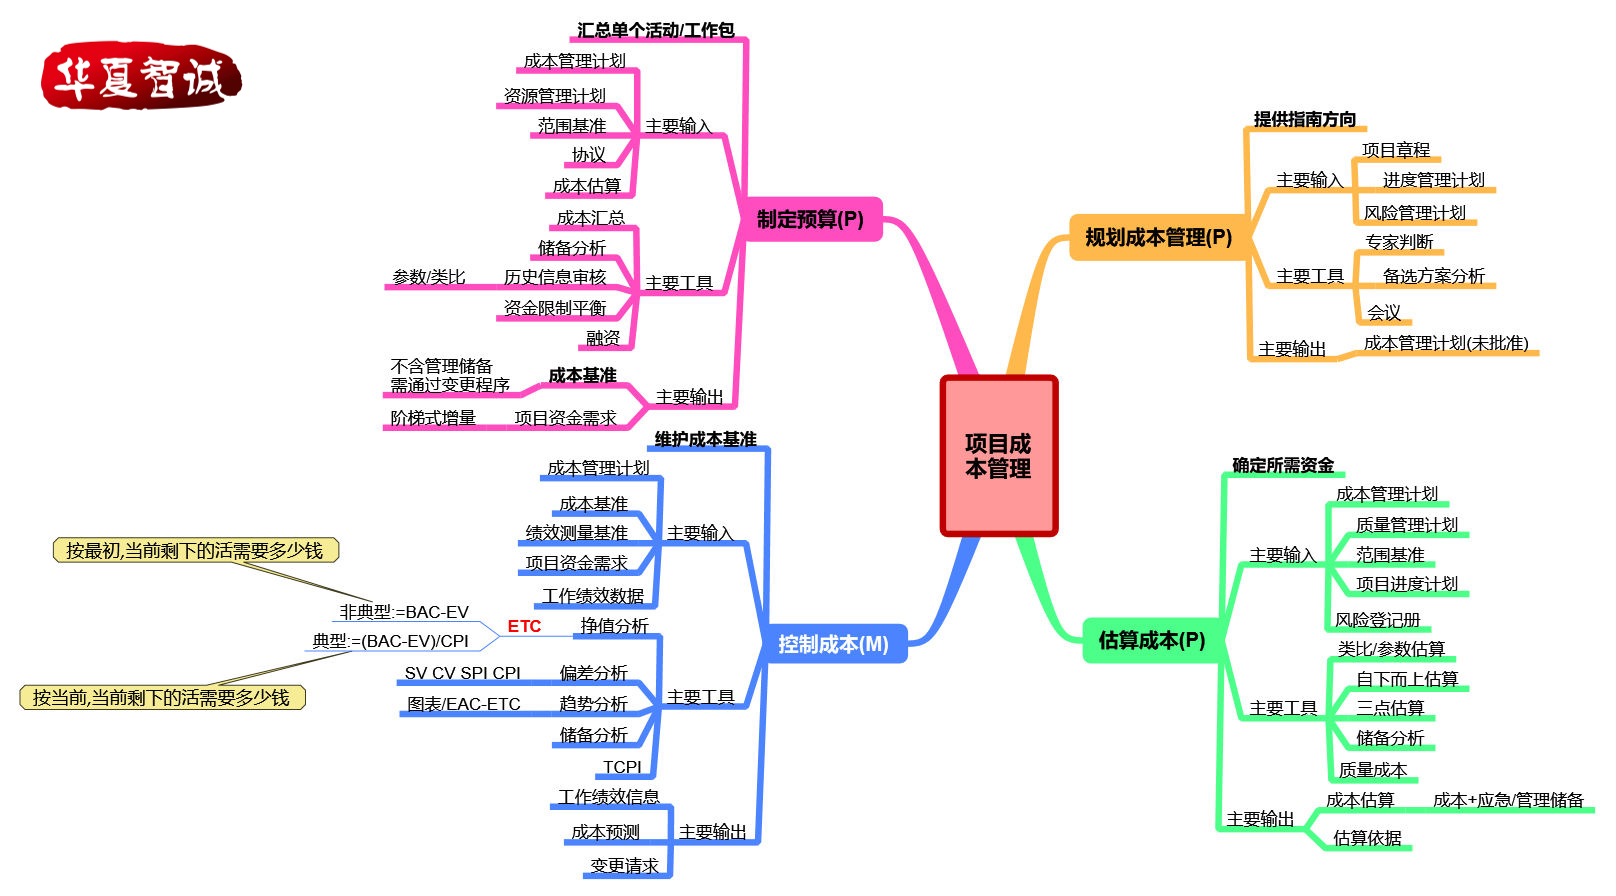 华夏智诚
项目成
本管理
规划成本管理(P)
提供指南方向
主要输入
项目章程
进度管理计划
风险管理计划
主要工具
专家判断
备选方案分析
会议
主要输出
成本管理计划(未批准)
估算成本(P)
确定所需资金
主要输入
成本管理计划
质量管理计划
范围基准
项目进度计划
风险登记册
主要工具
类比/参数估算
自下而上估算
三点估算
储备分析
质量成本
主要输出
成本估算
成本+应急/管理储备
估算依据
制定预算(P)
汇总单个活动/工作包
主要输入
成本管理计划
资源管理计划
范围基准
协议
成本估算
主要工具
成本汇总
储备分析
历史信息审核
参数/类比
资金限制平衡
融资
主要输出
成本基准
不含管理储备
需通过变更程序
项目资金需求
阶梯式增量
控制成本(M)
维护成本基准
主要输入
成本管理计划
成本基准
绩效测量基准
项目资金需求
工作绩效数据
主要工具
挣值分析
ETC
非典型:=BAC-EV
按最初,当前剩下的活需要多少钱
典型:=(BAC-EV)/CPI
按当前,当前剩下的活需要多少钱
偏差分析
SV CV SPI CPI
趋势分析
图表/EAC-ETC
储备分析
TCPI
主要输出
工作绩效信息
成本预测
变更请求